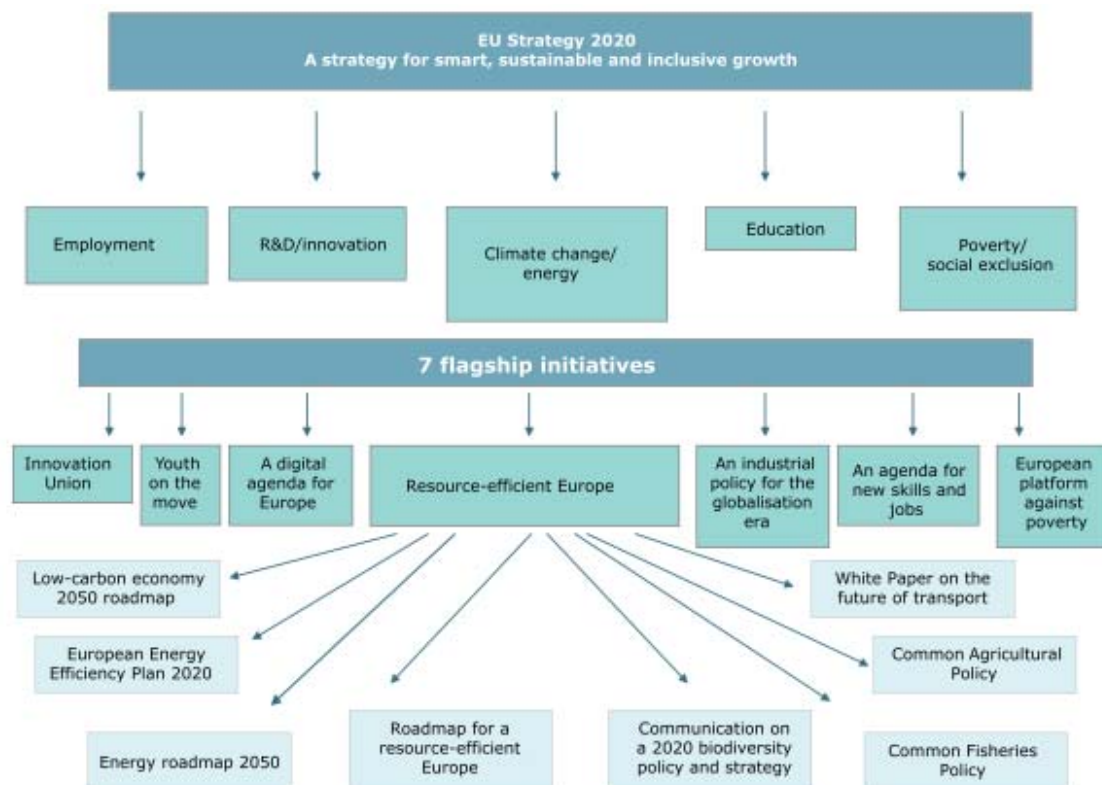 EU Strategy 2020
A strategy for smart, sustainable and inclusive growth
Employment
R&D/innovation
Climate change/
energy
Education
Poverty/
social exclusion
7 flagship initiatives
Innovation
Union
Youth
on the
move
A digital
agenda for
Europe
Resource-efficient Europe
An industrial
policy for the
globalisation
era
An agenda for
new skills and
jobs
European
platform
against
poverty
Low-carbon economy
2050 roadmap
White Paper on the
future of transport
European Energy
Efficiency Plan 2020
Common Agricultural
Policy
Energy roadmap 2050
Roadmap for a
resource-efficient
Europe
Communication on
a 2020 biodiversity
policy and strategy
Common Fisheries
Policy